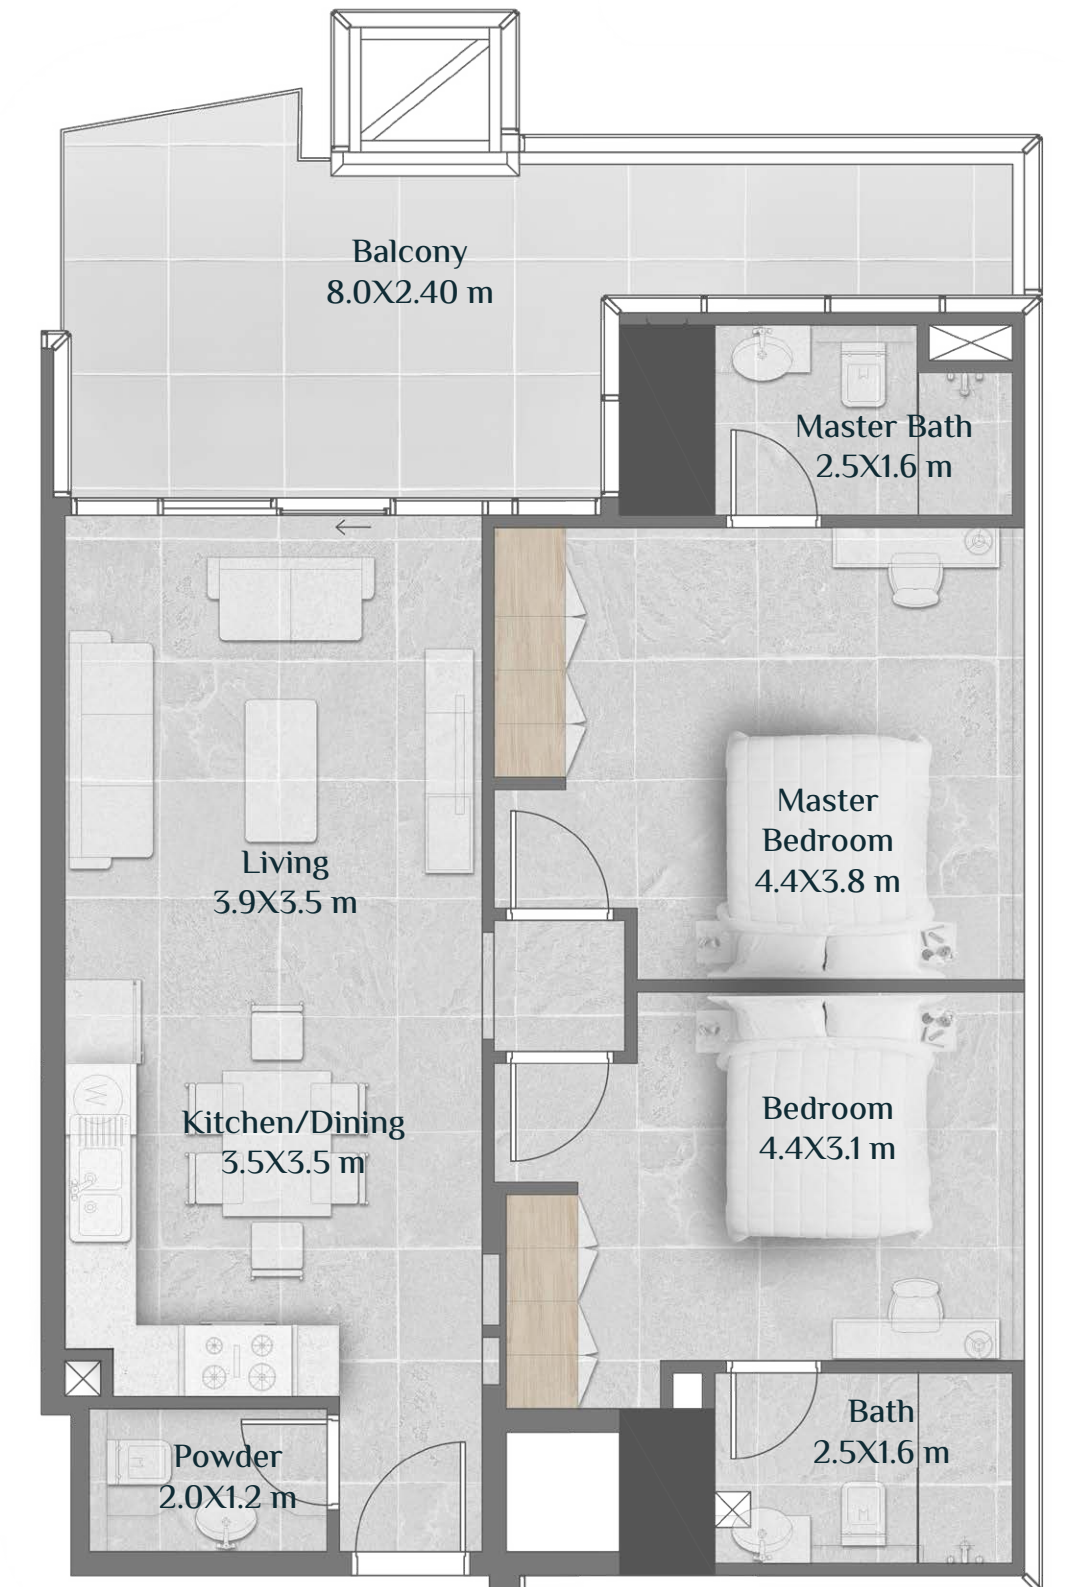 Balcony
8.0X2.40 m
Master Bath
2.5X1.6 m
Master
Bedroom
4.4X3.8 m
Living
3.9X3.5 m
W
Kitchen/Dining
3.5X3.5 m
Bedroom
4.4X3.1 m
Bath
2.5X1.6 m
Powder
2.0X1.2 m